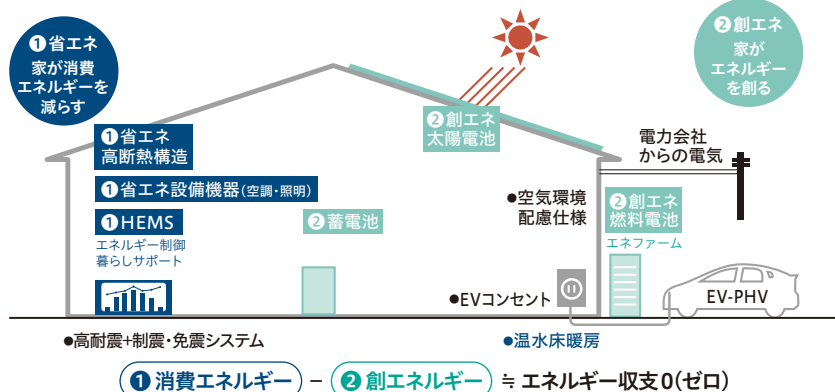 ❶省エネ
家が消費
エネルギーを
減らす
❷創エネ
家が
エネルギー
を創る
❶省エネ
高断熱構造
❷創エネ
太陽電池
電力会社
からの電気
❶省エネ設備機器(空調・照明)
●空気環境
配慮仕様
❶HEMS
エネルギー制御
暮らしサポート
❷蓄電池
❷創エネ
燃料電池
エネファーム
●EVコンセント
EV-PHV
●高耐震+制震・免震システム
●温水床暖房
❶消費エネルギー − ❷創エネルギー ≒ エネルギー収支0(ゼロ)